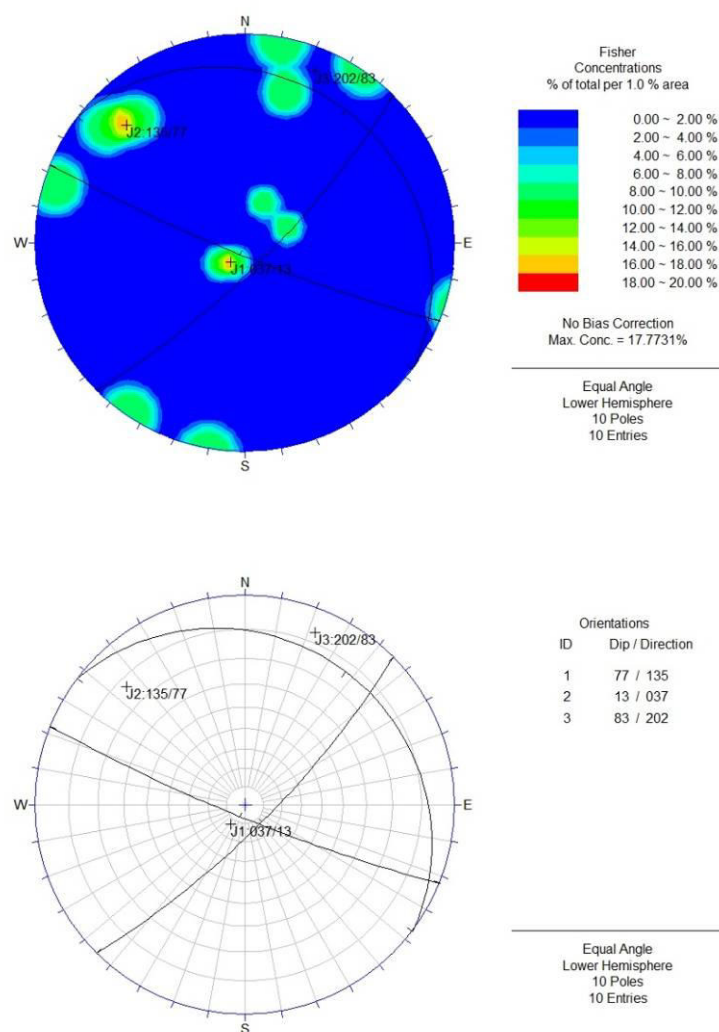 N
J3:202/83
J2:135/77
W
E
J1:037/13
S
Fisher
Concentrations
% of total per 1.0 % area
0.00 ~ 2.00 %
2.00 ~ 4.00 %
4.00 ~ 6.00 %
6.00 ~ 8.00 %
8.00 ~ 10.00 %
10.00 ~ 12.00 %
12.00 ~ 14.00 %
14.00 ~ 16.00 %
16.00 ~ 18.00 %
18.00 ~ 20.00 %
No Bias Correction
Max. Conc. = 17.7731%
Equal Angle
Lower Hemisphere
10 Poles
10 Entries
N
J3:202/83
J2:135/77
W
E
J1:037/13
S
Orientations
ID Dip / Direction
1 77 / 135
2 13 / 037
3 83 / 202
Equal Angle
Lower Hemisphere
10 Poles
10 Entries